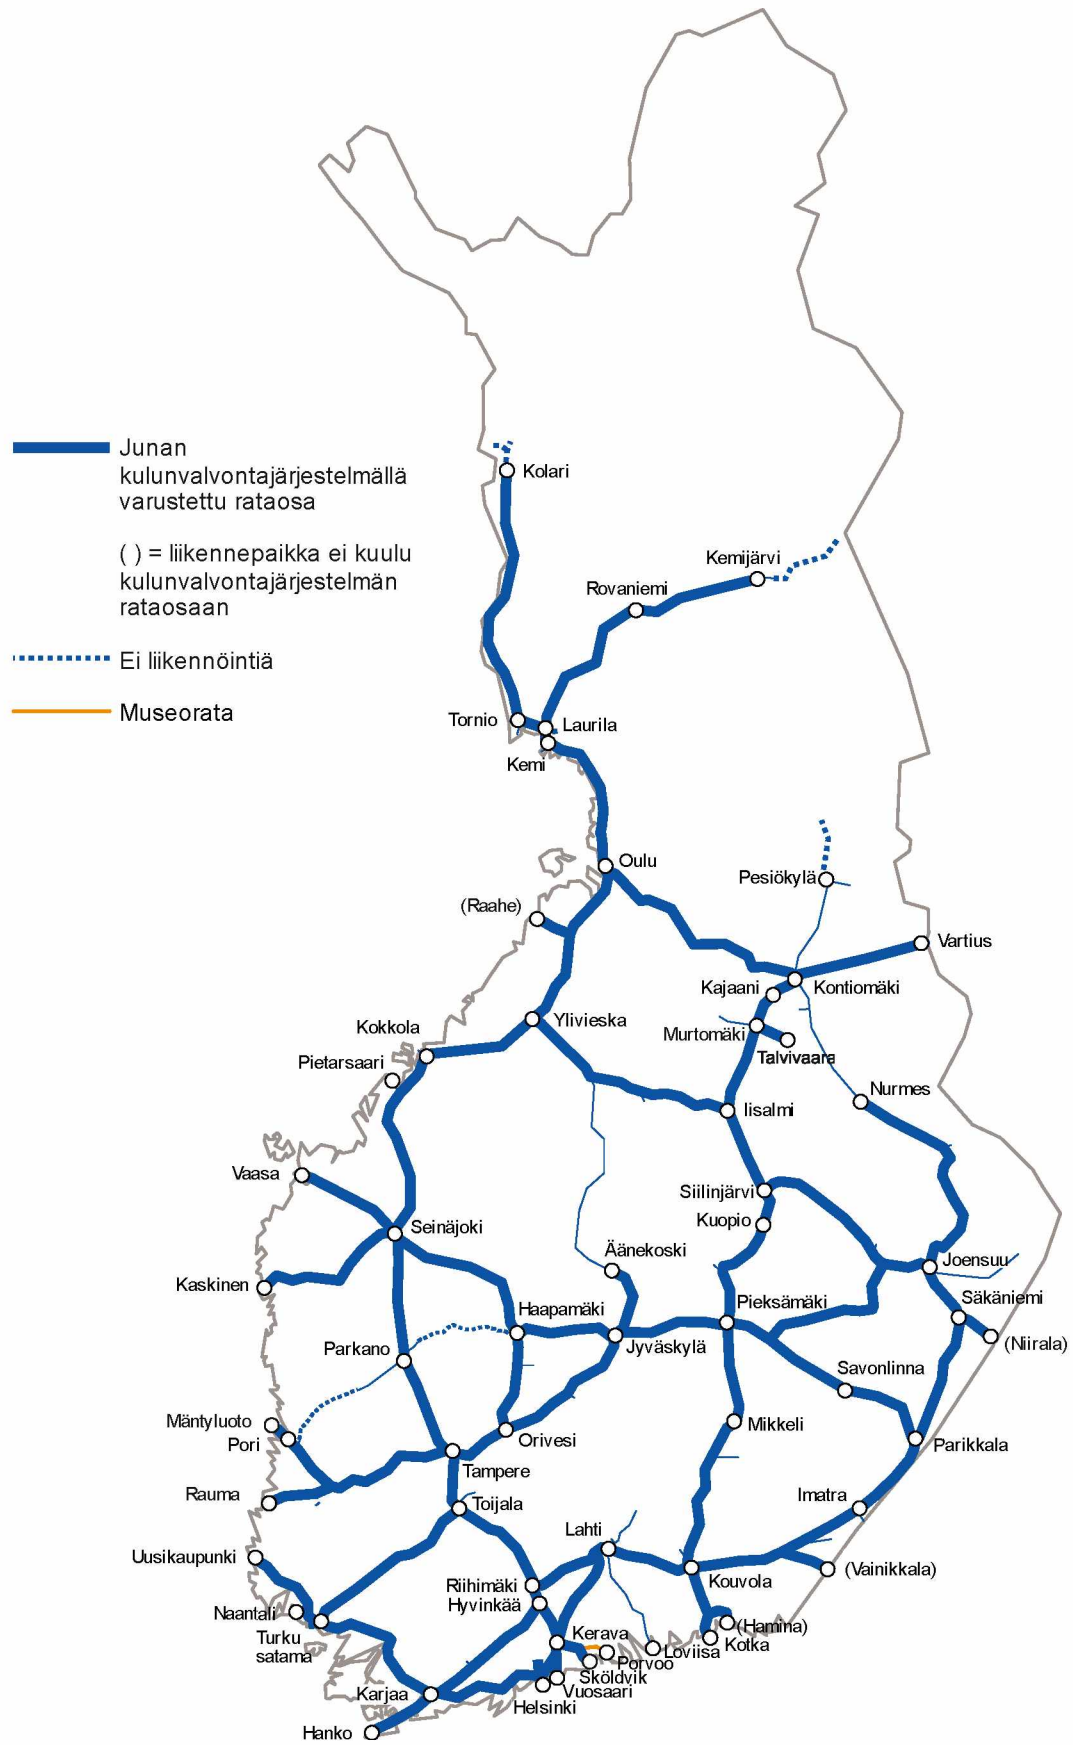 Junan
kulunvalvontajärjestelmällä
varustettu rataosa
( ) = liikennepaikka ei kuulu
kulunvalvontajärjestelmän
rataosaan
Ei liikennöintiä
Museorata
Kolari
Kemijärvi
Rovaniemi
Tornio
Laurila
Kemi
Oulu
Pesiökylä
(Raahe)
Vartius
Kajaani
Kontiomäki
Ylivieska
Murtomäki
Kokkola
Talvivaara
Pietarsaari
Nurmes
Iisalmi
Vaasa
Siilinjärvi
Kuopio
Seinäjoki
Äänekoski
Joensuu
Kaskinen
Säkäniemi
Pieksämäki
Haapamäki
Jyväskylä
(Niirala)
Parkano
Savonlinna
Mäntyluoto
Mikkeli
Pori
Orivesi
Parikkala
Tampere
Rauma
Imatra
Toijala
Lahti
Uusikaupunki
(Vainikkala)
Kouvola
Riihimäki
Hyvinkää
Naantali
Turku
satama
Kerava
(Hamina)
Kotka
Loviisa
Porvoo
Sköldvik
Vuosaari
Karjaa
Helsinki
Hanko